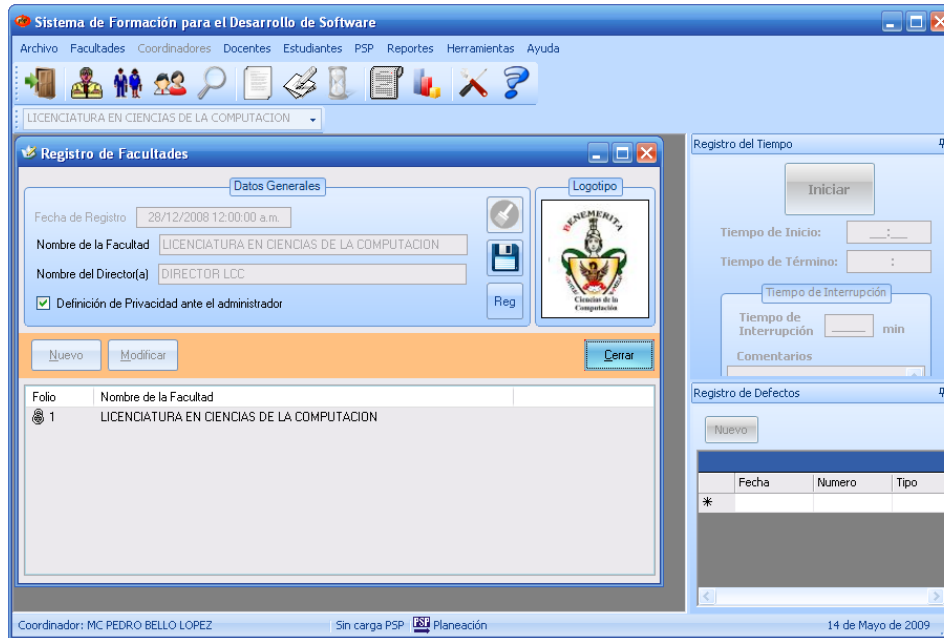 Sistema de Formación para el Desarrollo de Software
Archivo Facultades Coordinadores Docentes Estudiantes PSP Reportes Herramientas Ayuda
LICENCIATURA EN CIENCIAS DE LA COMPUTACION
Registro de Facultades
Datos Generales
Fecha de Registro 28/12/2008 12:00:00 a.m.
Nombre de la Facultad LICENCIATURA EN CIENCIAS DE LA COMPUTACION
Nombre del Director(a) DIRECTOR LCC
Definición de Privacidad ante el administrador
Reg
Logotipo
BENEMERITA
Ciencias de la
Computación
Nuevo Modificar Cerrar
Folio Nombre de la Facultad
1 LICENCIATURA EN CIENCIAS DE LA COMPUTACION
Registro del Tiempo
Iniciar
Tiempo de Inicio: __:__
Tiempo de Término: :
Tiempo de Interrupción
Tiempo de
Interrupción _____ min
Comentarios
Registro de Defectos
Nuevo
Fecha Numero Tipo
Coordinador: MC PEDRO BELLO LOPEZ Sin carga PSP PSP Planeación 14 de Mayo de 2009